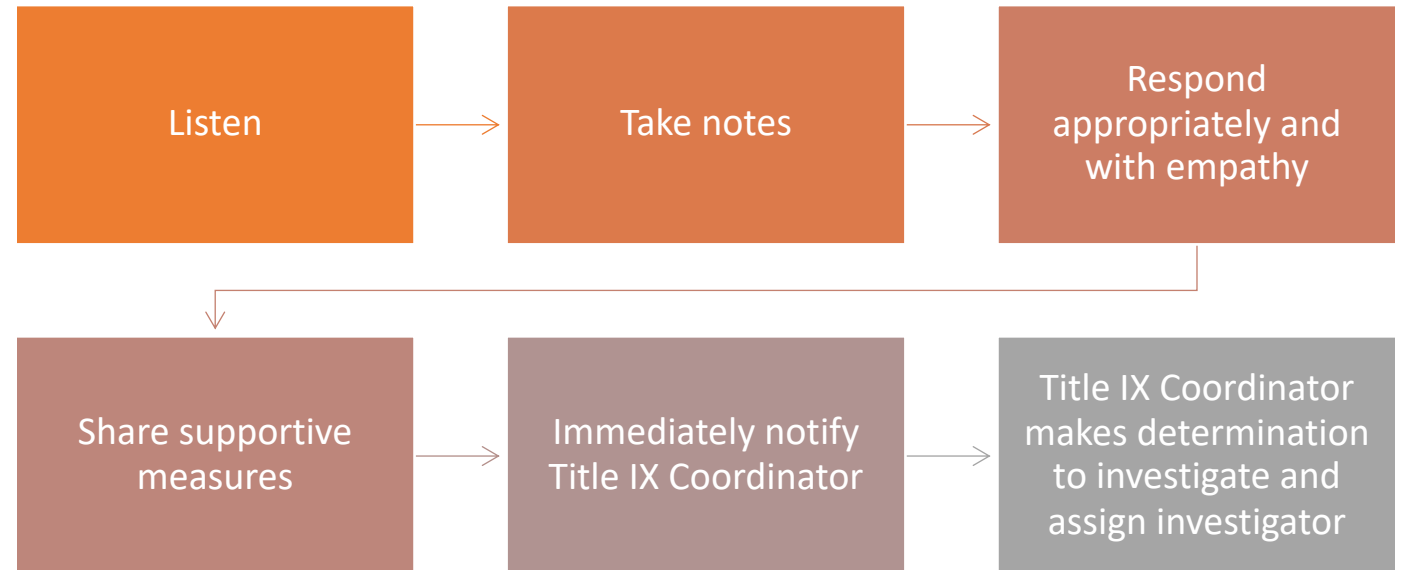 Listen
Take notes
Respond
appropriately and
with empathy
Share supportive
measures
Immediately notify
Title IX Coordinator
Title IX Coordinator
makes determination
to investigate and
assign investigator